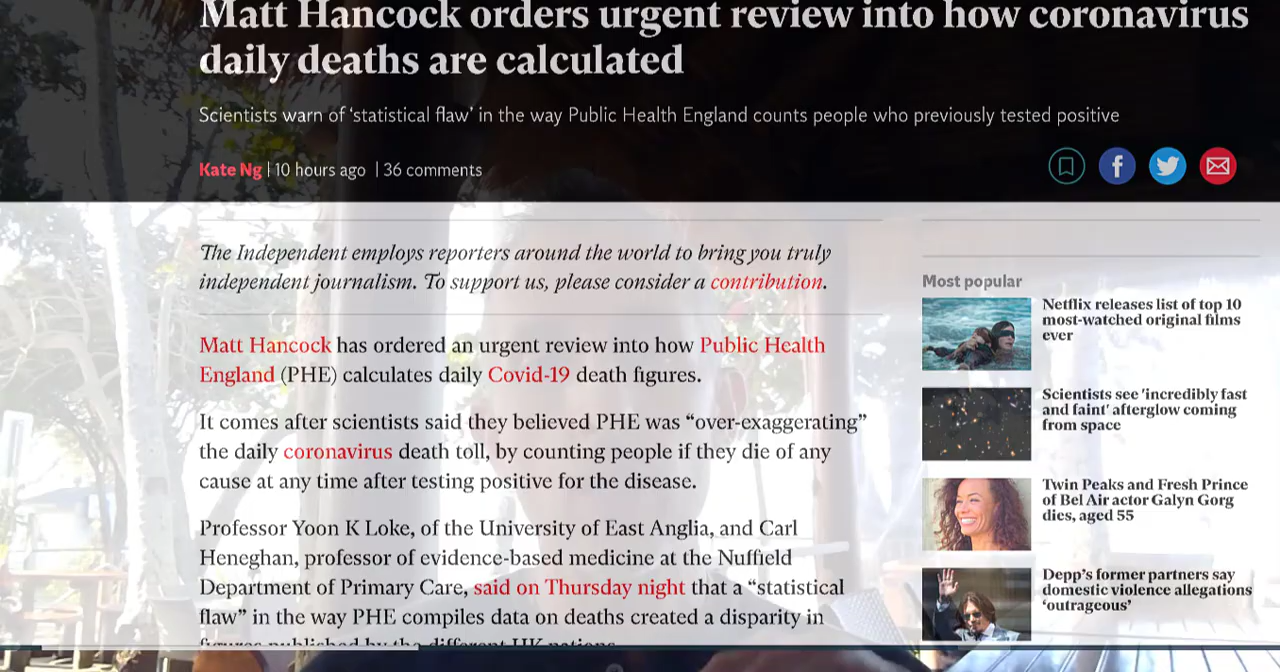 Matt Hancock orders urgent review into how coronavirus
daily deaths are calculated
Scientists warn of ‘statistical flaw’ in the way Public Health England counts people who previously tested positive
Kate Ng | 10 hours ago | 36 comments
The Independent employs reporters around the world to bring you truly
independent journalism. To support us, please consider a contribution.
Matt Hancock has ordered an urgent review into how Public Health
England (PHE) calculates daily Covid-19 death figures.
It comes after scientists said they believed PHE was “over-exaggerating”
the daily coronavirus death toll, by counting people if they die of any
cause at any time after testing positive for the disease.
Professor Yoon K Loke, of the University of East Anglia, and Carl
Heneghan, professor of evidence-based medicine at the Nuffield
Department of Primary Care, said on Thursday night that a “statistical
flaw” in the way PHE compiles data on deaths created a disparity in
figures published by the different UK nations.
Most popular
Netflix releases list of top 10
most-watched original films
ever
Scientists see 'incredibly fast
and faint' afterglow coming
from space
Twin Peaks and Fresh Prince
of Bel Air actor Galyn Gorg
dies, aged 55
Depp’s former partners say
domestic violence allegations
‘outrageous’